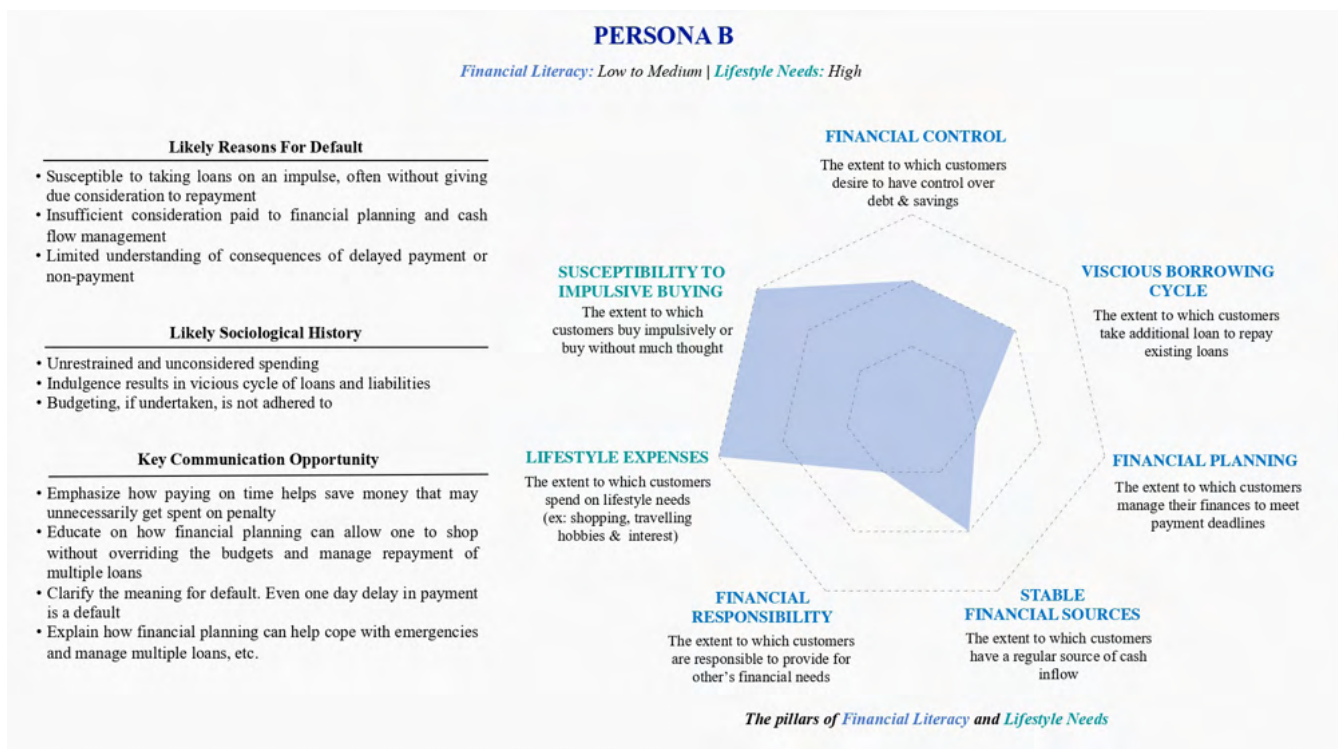 PERSONA B
Financial Literacy: Low to Medium | Lifestyle Needs: High
Likely Reasons For Default
• Susceptible to taking loans on an impulse, often without giving
due consideration to repayment
• Insufficient consideration paid to financial planning and cash
flow management
• Limited understanding of consequences of delayed payment or
non-payment
Likely Sociological History
• Unrestrained and unconsidered spending
• Indulgence results in vicious cycle of loans and liabilities
• Budgeting, if undertaken, is not adhered to
Key Communication Opportunity
• Emphasize how paying on time helps save money that may
unnecessarily get spent on penalty
• Educate on how financial planning can allow one to shop
without overriding the budgets and manage repayment of
multiple loans
• Clarify the meaning for default. Even one day delay in payment
is a default
• Explain how financial planning can help cope with emergencies
and manage multiple loans, etc.
FINANCIAL CONTROL
The extent to which customers
desire to have control over
debt & savings
SUSCEPTIBILITY TO
IMPULSIVE BUYING
The extent to which
customers buy impulsively or
buy without much thought
VISCIOUS BORROWING
CYCLE
The extent to which customers
take additional loan to repay
existing loans
LIFESTYLE EXPENSES
The extent to which customers
spend on lifestyle needs
(ex: shopping, travelling
hobbies & interest)
FINANCIAL PLANNING
The extent to which customers
manage their finances to meet
payment deadlines
FINANCIAL
RESPONSIBILITY
The extent to which customers
are responsible to provide for
other's financial needs
STABLE
FINANCIAL SOURCES
The extent to which customers
have a regular source of cash
inflow
The pillars of Financial Literacy and Lifestyle Needs